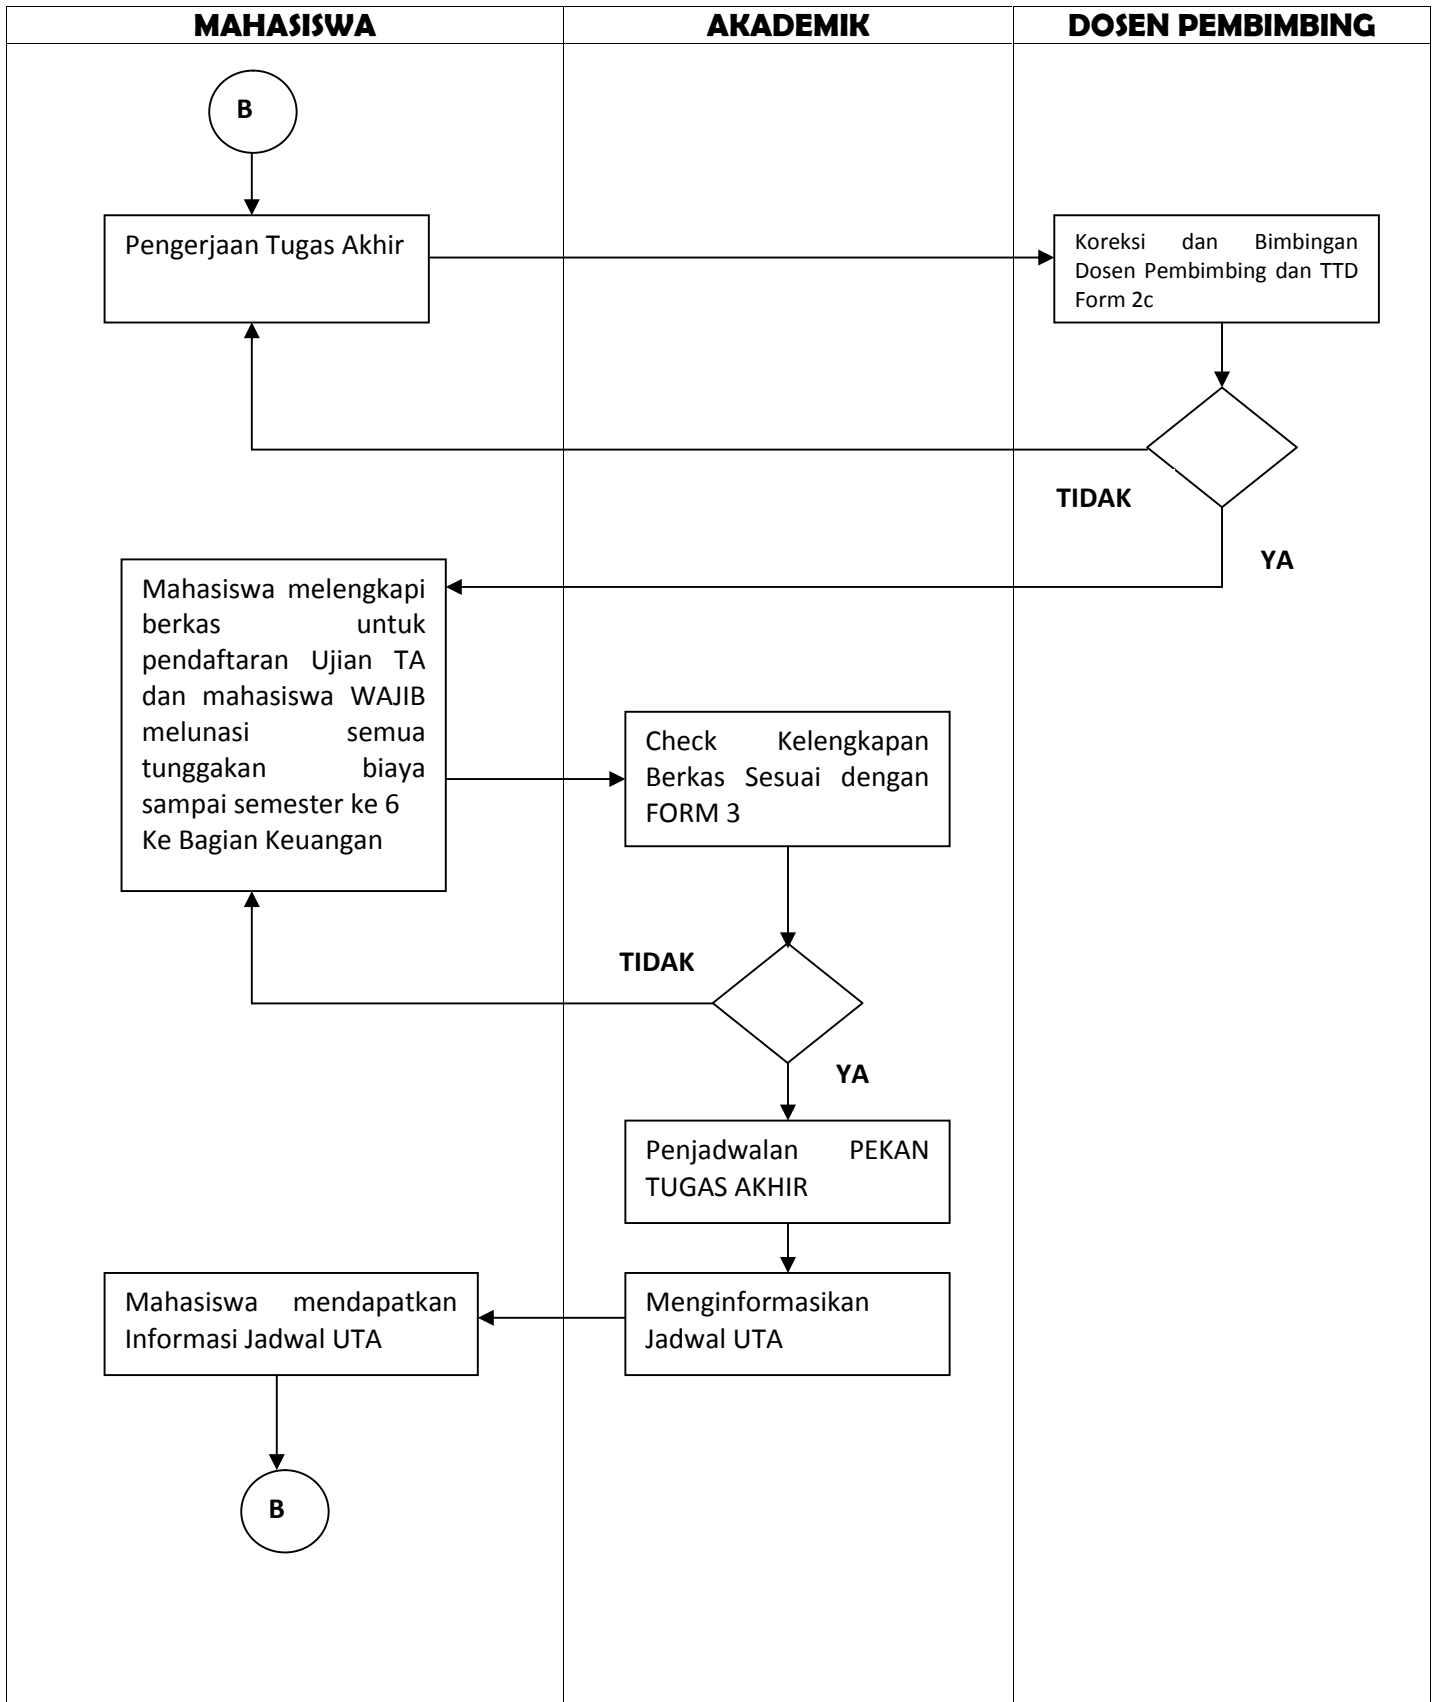 MAHASISWA
AKADEMIK
DOSEN PEMBIMBING
B
Pengerjaan Tugas Akhir
Koreksi dan Bimbingan
Dosen Pembimbing dan TTD
Form 2c
TIDAK
YA
Mahasiswa melengkapi
berkas untuk
pendaftaran Ujian TA
dan mahasiswa WAJIB
melunasi semua
tunggakan biaya
sampai semester ke 6
Ke Bagian Keuangan
Check Kelengkapan
Berkas Sesuai dengan
FORM 3
TIDAK
YA
Penjadwalan PEKAN
TUGAS AKHIR
Menginformasikan
Jadwal UTA
Mahasiswa mendapatkan
Informasi Jadwal UTA
B